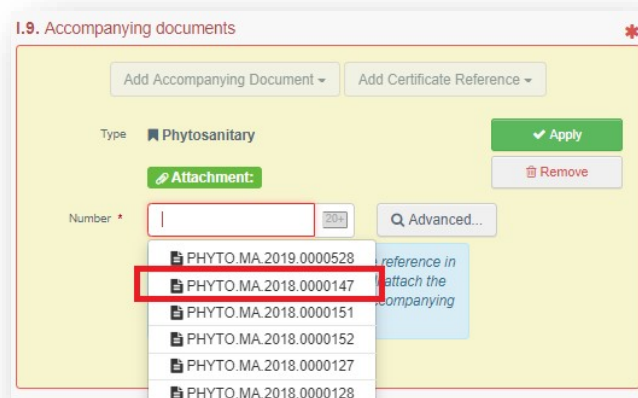 I.9. Accompanying documents
Add Accompanying Document
Add Certificate Reference
Type
Phytosanitary
Apply
Attachment:
Remove
Number *
20+
Advanced...
PHYTO.MA.2019.0000528
reference in
PHYTO.MA.2018.0000147
attach the
PHYTO.MA.2018.0000151
PHYTO.MA.2018.0000152
PHYTO.MA.2018.0000127
PHYTO.MA.2018.0000128